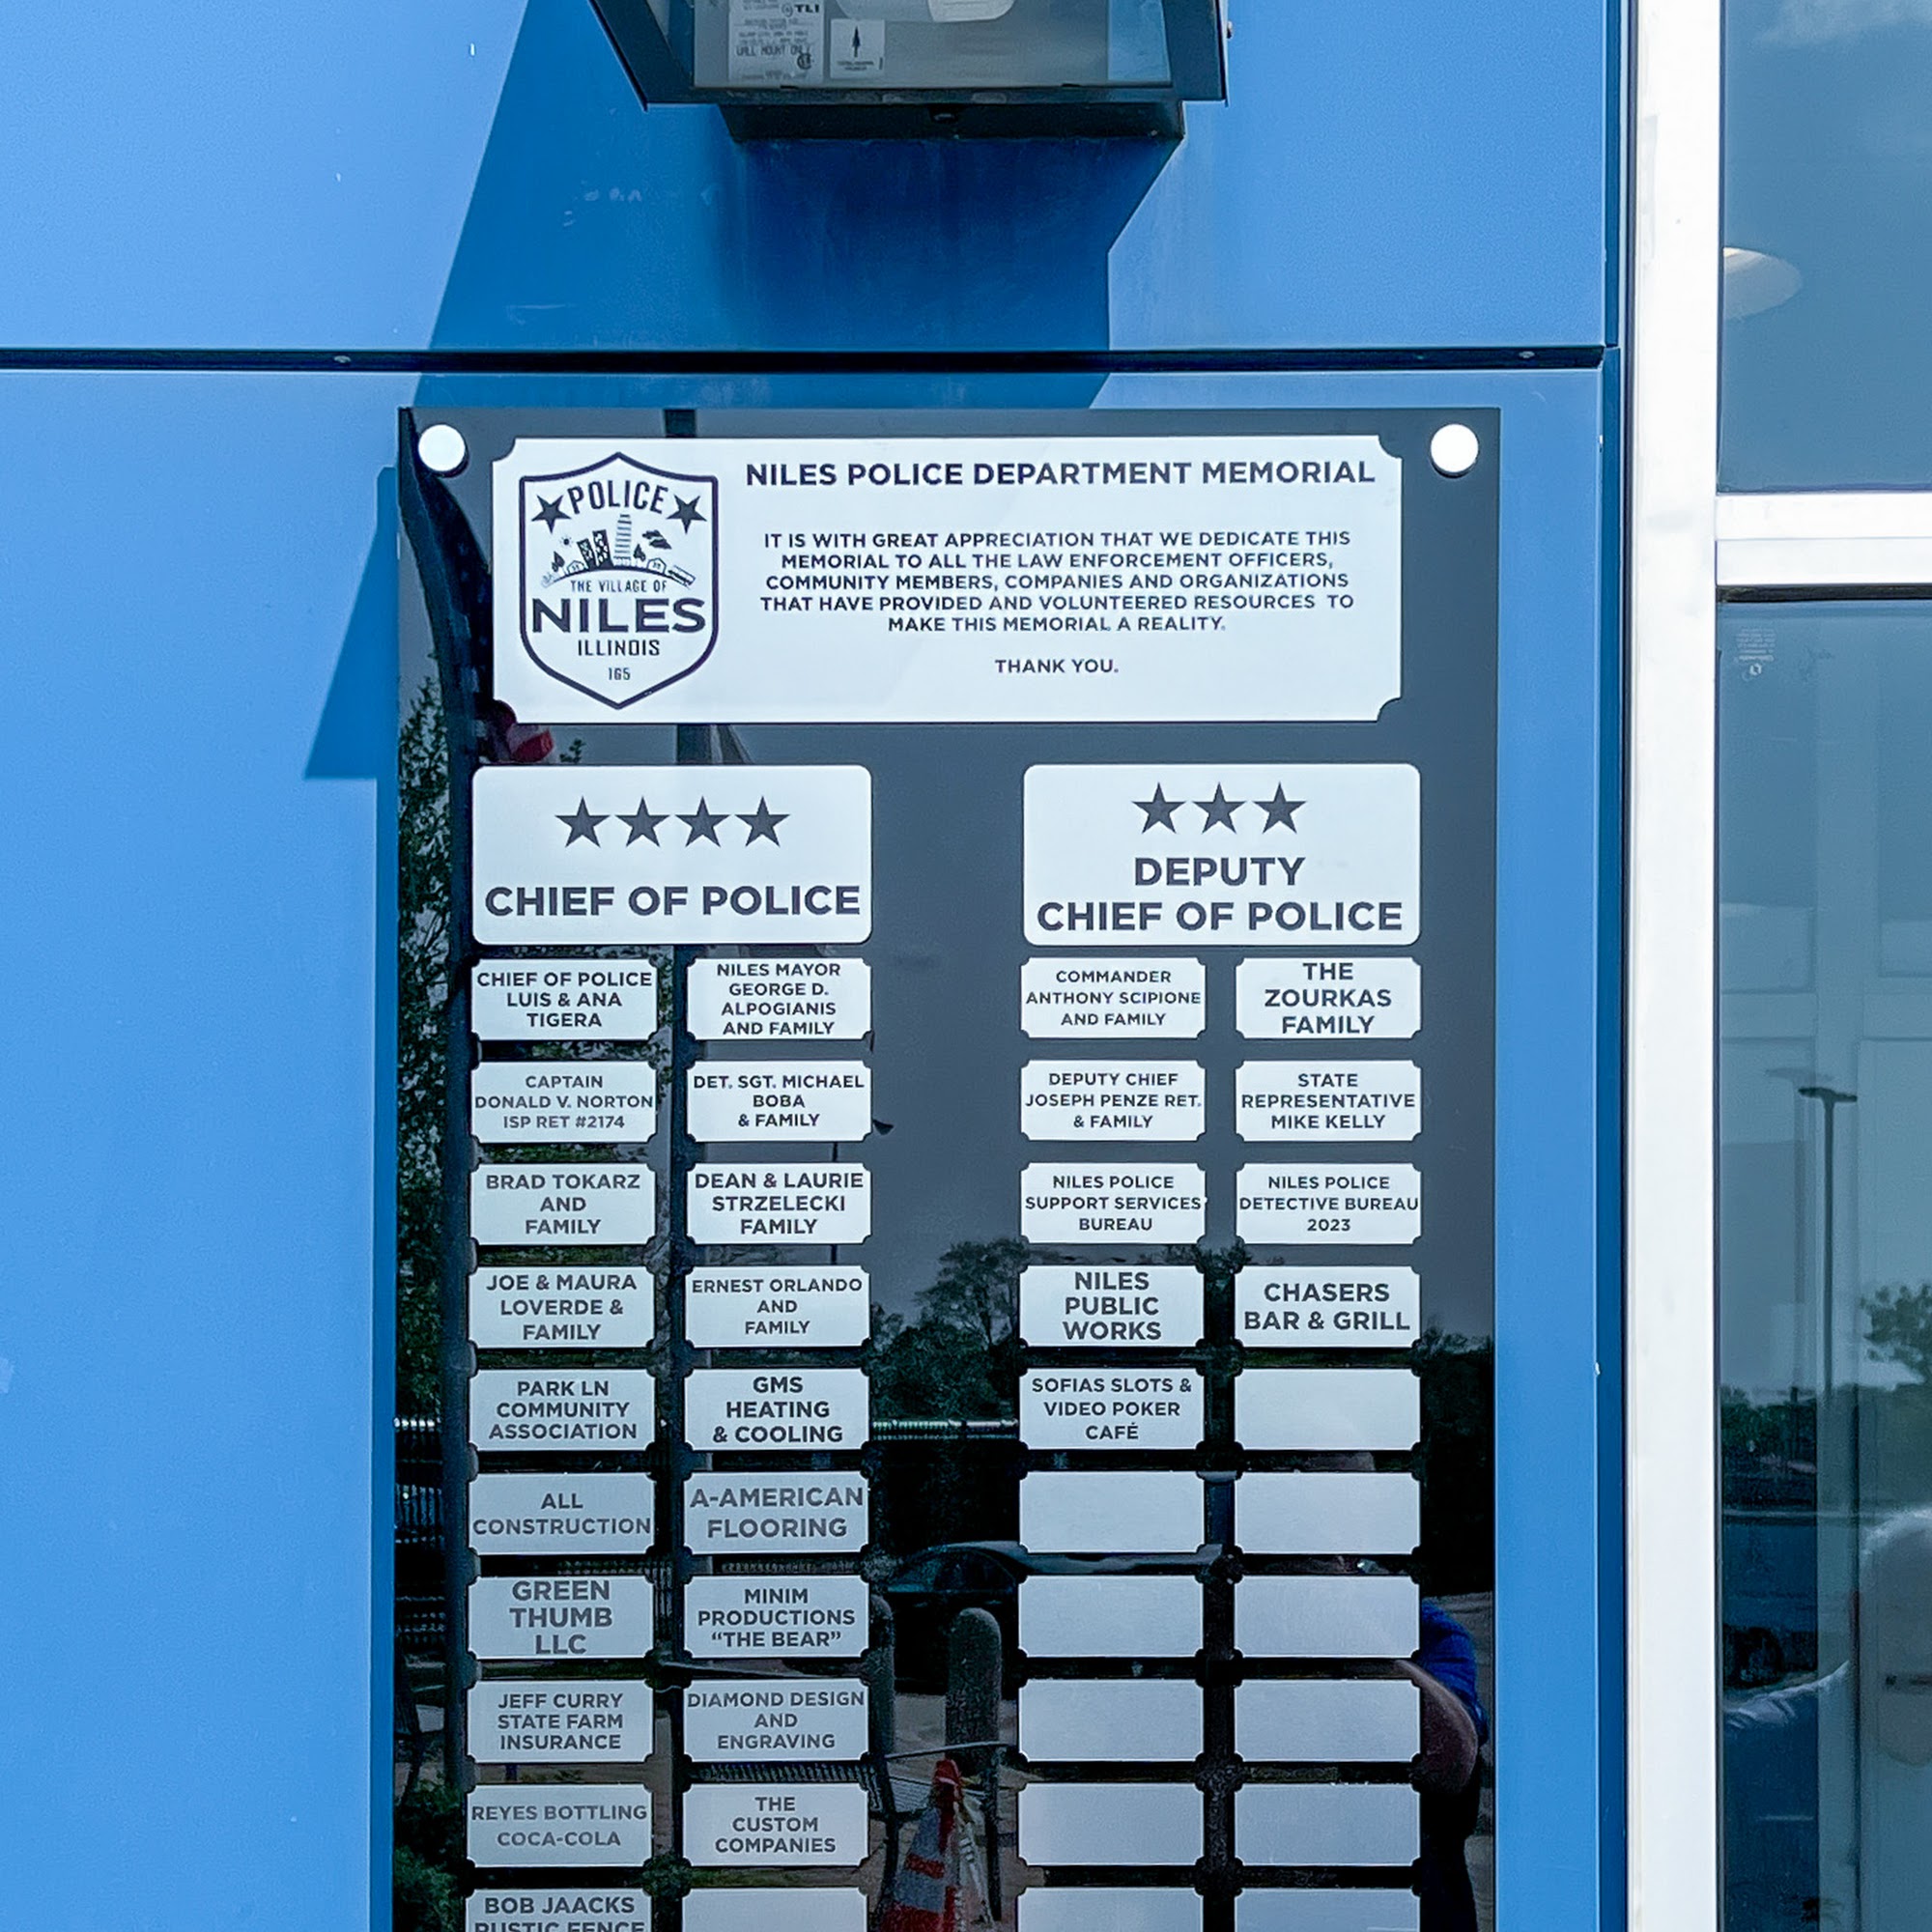 TLI
WALL MOUNT ONLY
POLICE
THE VILLAGE OF
NILES
ILLINOIS
165
NILES POLICE DEPARTMENT MEMORIAL
IT IS WITH GREAT APPRECIATION THAT WE DEDICATE THIS
MEMORIAL TO ALL THE LAW ENFORCEMENT OFFICERS,
COMMUNITY MEMBERS, COMPANIES AND ORGANIZATIONS
THAT HAVE PROVIDED AND VOLUNTEERED RESOURCES TO
MAKE THIS MEMORIAL A REALITY.
THANK YOU.
CHIEF OF POLICE
CHIEF OF POLICE
LUIS & ANA
TIGERA
NILES MAYOR
GEORGE D.
ALPOGIANIS
AND FAMILY
CAPTAIN
DONALD V. NORTON
ISP RET #2174
DET. SGT. MICHAEL
BOBA
& FAMILY
BRAD TOKARZ
AND
FAMILY
DEAN & LAURIE
STRZELECKI
FAMILY
JOE & MAURA
LOVERDE &
FAMILY
ERNEST ORLANDO
AND
FAMILY
PARK LN
COMMUNITY
ASSOCIATION
GMS
HEATING
& COOLING
ALL
CONSTRUCTION
A-AMERICAN
FLOORING
GREEN
THUMB
LLC
MINIM
PRODUCTIONS
“THE BEAR”
JEFF CURRY
STATE FARM
INSURANCE
DIAMOND DESIGN
AND
ENGRAVING
REYES BOTTLING
COCA-COLA
THE
CUSTOM
COMPANIES
BOB JAACKS
RUSTIC FENCE
DEPUTY
CHIEF OF POLICE
COMMANDER
ANTHONY SCIPIONE
AND FAMILY
THE
ZOURKAS
FAMILY
DEPUTY CHIEF
JOSEPH PENZE RET.
& FAMILY
STATE
REPRESENTATIVE
MIKE KELLY
NILES POLICE
SUPPORT SERVICES
BUREAU
NILES POLICE
DETECTIVE BUREAU
2023
NILES
PUBLIC
WORKS
CHASERS
BAR & GRILL
SOFIAS SLOTS &
VIDEO POKER
CAFÉ